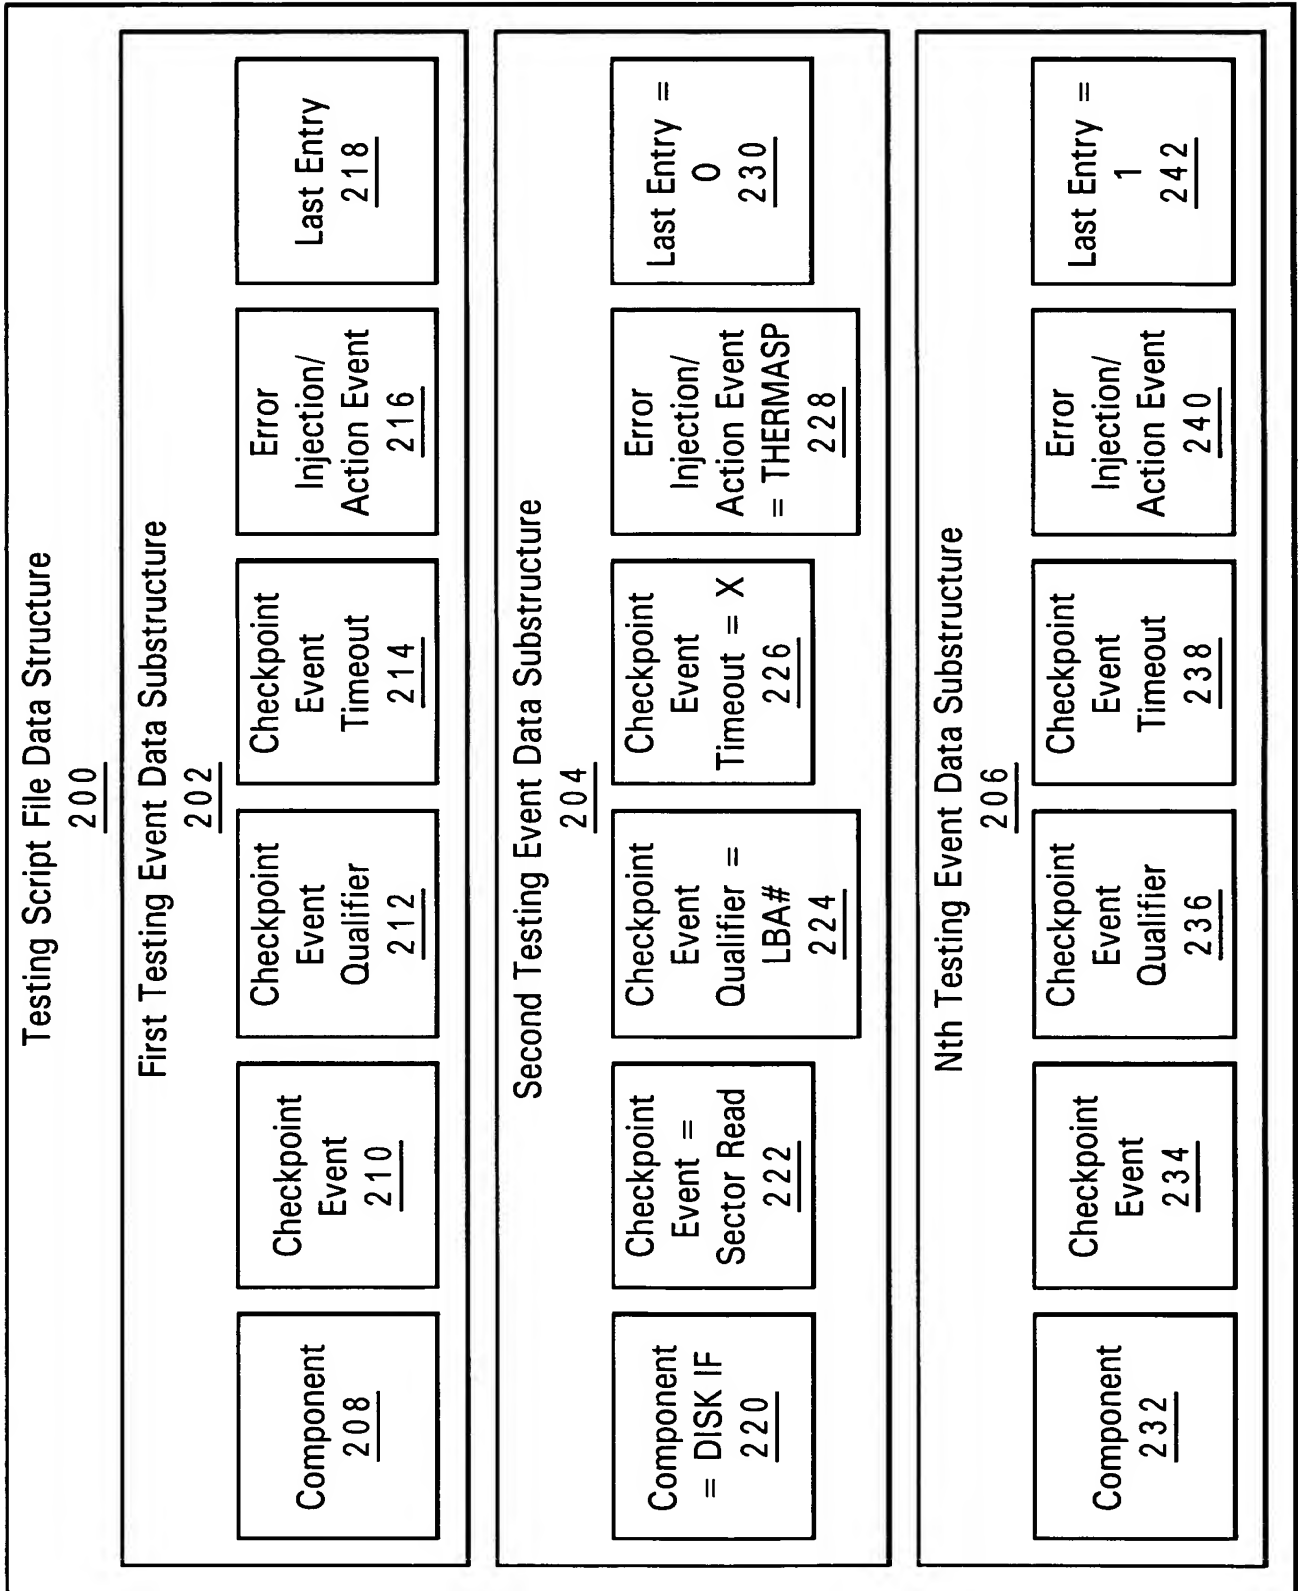 Testing Script File Data Structure
200
First Testing Event Data Substructure
202
Component
208
Checkpoint
Event
210
Checkpoint
Event
Qualifier
212
Checkpoint
Event
Timeout
214
Error
Injection/
Action Event
216
Last Entry
218
Second Testing Event Data Substructure
204
Component
= DISK IF
220
Checkpoint
Event =
Sector Read
222
Checkpoint
Event
Qualifier =
LBA#
224
Checkpoint
Event
Timeout = X
226
Error
Injection/
Action Event
= THERMASP
228
Last Entry =
0
230
Nth Testing Event Data Substructure
206
Component
232
Checkpoint
Event
234
Checkpoint
Event
Qualifier
236
Checkpoint
Event
Timeout
238
Error
Injection/
Action Event
240
Last Entry =
1
242